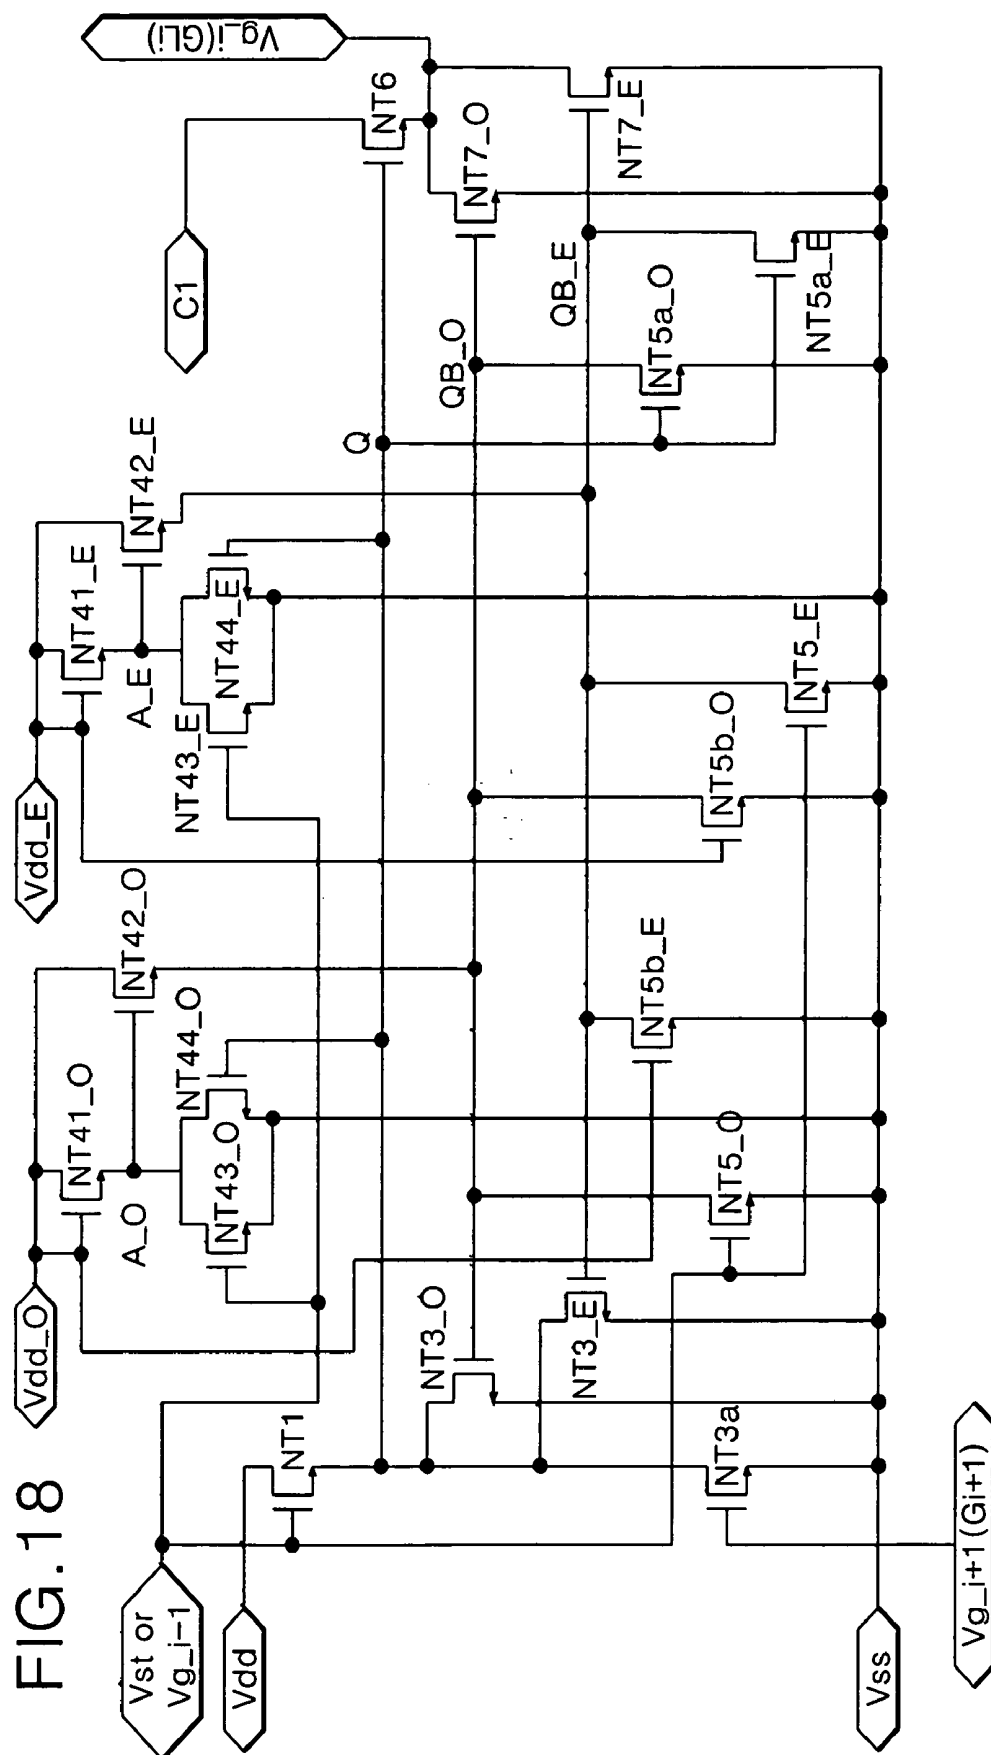 FIG.18
Vst or
Vg_i-1
Vdd
Vss
Vg_i+1(Gi+1)
NT1
NT3a
NT3_O
NT3_E
Vdd_O
NT41_O
A_O
NT42_O
NT43_O
NT44_O
NT5_O
NT5b_E
Vdd_E
NT41_E
A_E
NT42_E
NT43_E
NT44_E
NT5b_O
NT5_E
Q
QB_O
QB_E
NT5a_O
NT5a_E
C1
NT6
NT7_O
NT7_E
Vg_i(GLi)